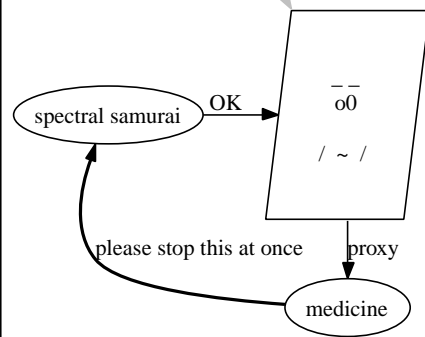 spectral samurai
OK
_ _
o0
/ ~ /
please stop this at once
proxy
medicine